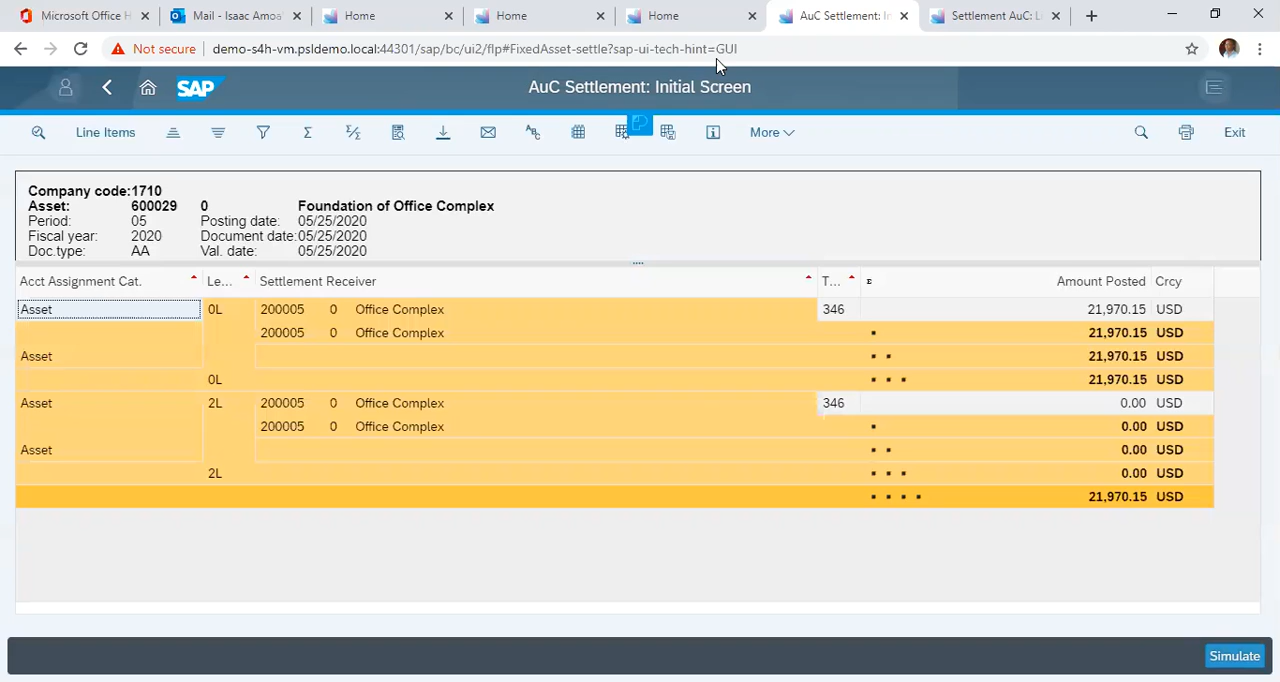 Microsoft Office H
Mail - Isaac Amoa
Home
Home
Home
AuC Settlement: In
Settlement AuC: Li
Not secure
demo-s4h-vm.psldemo.local:44301/sap/bc/ui2/flp#FixedAsset-settle?sap-ui-tech-hint=GUI
SAP
AuC Settlement: Initial Screen
Line Items
More
Exit
Company code:1710
Asset: 600029 0 Foundation of Office Complex
Period: 05 Posting date: 05/25/2020
Fiscal year: 2020 Document date:05/25/2020
Doc.type: AA Val. date: 05/25/2020
Acct Assignment Cat. Le... Settlement Receiver T... Σ Amount Posted Crcy
Asset 0L 200005 0 Office Complex 346 21,970.15 USD
200005 0 Office Complex 21,970.15 USD
Asset 21,970.15 USD
0L 21,970.15 USD
Asset 2L 200005 0 Office Complex 346 0.00 USD
200005 0 Office Complex 0.00 USD
Asset 0.00 USD
2L 0.00 USD
21,970.15 USD
Simulate